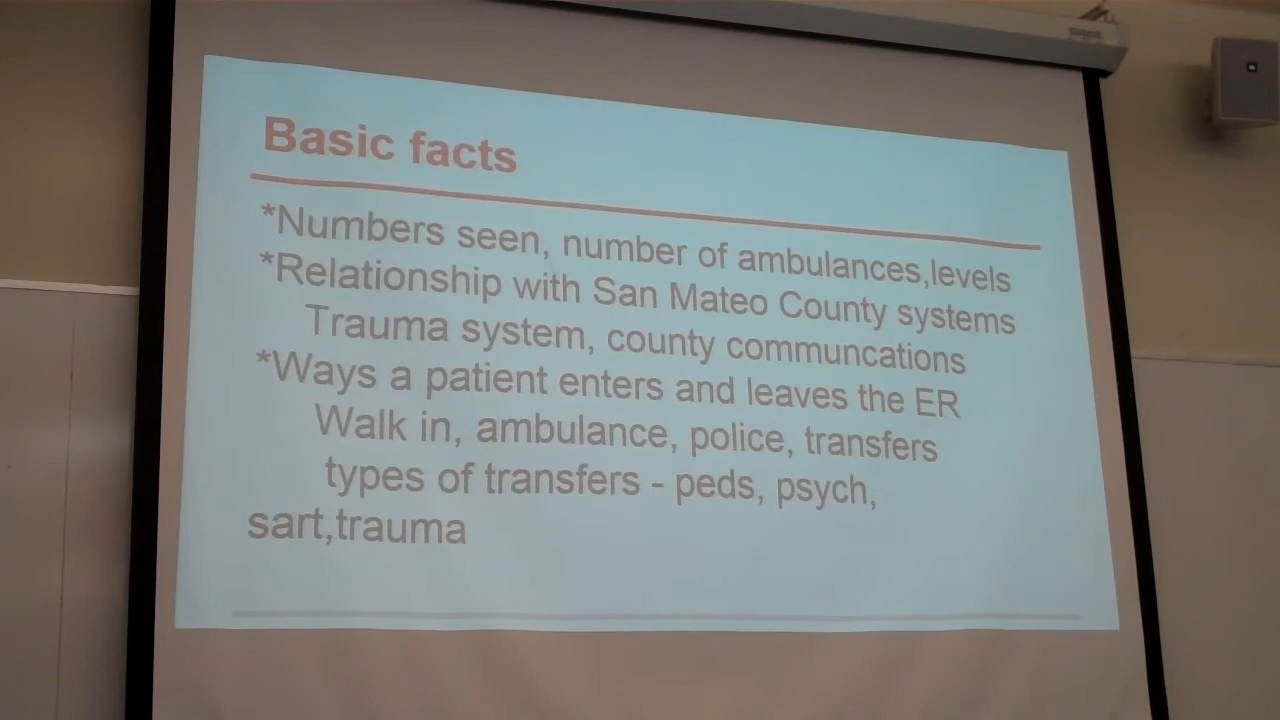 Basic facts
*Numbers seen, number of ambulances,levels
*Relationship with San Mateo County systems
Trauma system, county communcations
*Ways a patient enters and leaves the ER
Walk in, ambulance, police, transfers
types of transfers - peds, psych,
sart,trauma